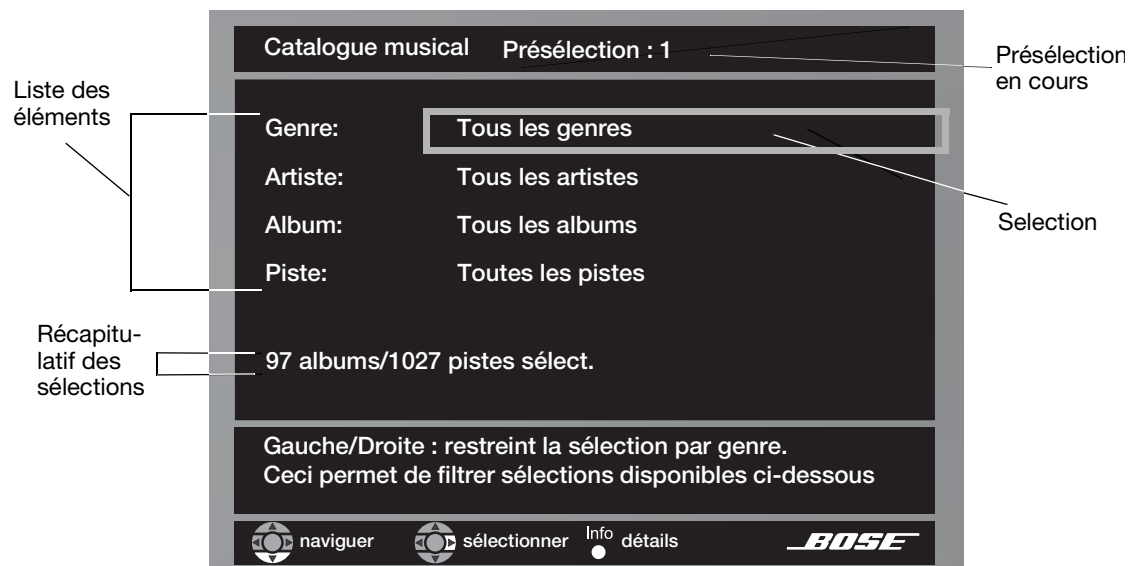 Catalogue musical Présélection : 1
Présélection
en cours
Liste des
éléments
Genre: Tous les genres
Artiste: Tous les artistes
Album: Tous les albums
Piste: Toutes les pistes
Selection
Récapitu-
latif des
sélections
97 albums/1027 pistes sélect.
Gauche/Droite : restreint la sélection par genre.
Ceci permet de filtrer sélections disponibles ci-dessous
naviguer sélectionner Info détails BOSE